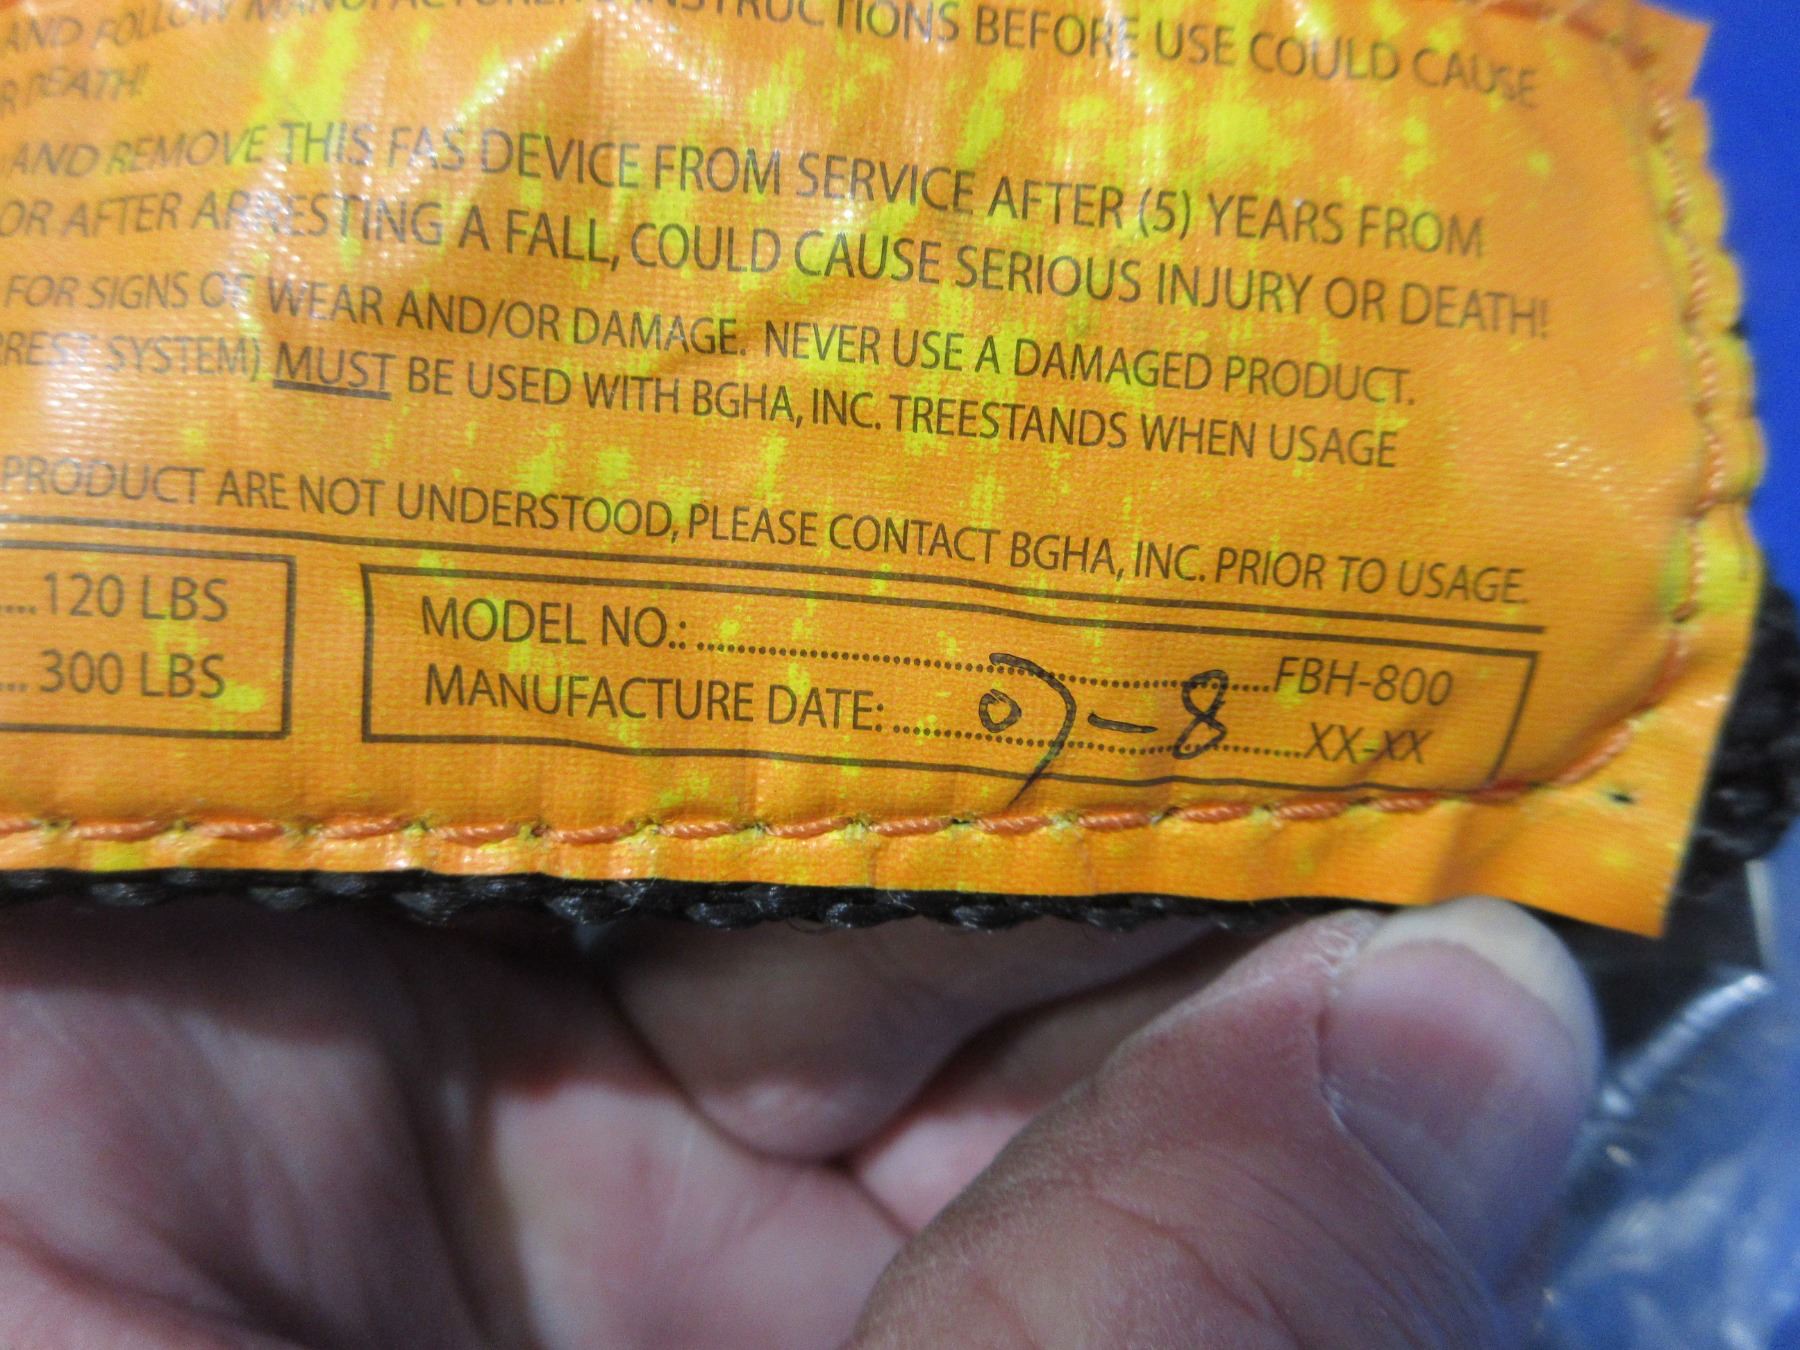 AND FOLLOW MANUFACTURER'S INSTRUCTIONS BEFORE USE COULD CAUSE
OR DEATH!
AND REMOVE THIS FAS DEVICE FROM SERVICE AFTER (5) YEARS FROM
OR AFTER ARRESTING A FALL, COULD CAUSE SERIOUS INJURY OR DEATH!
FOR SIGNS OF WEAR AND/OR DAMAGE. NEVER USE A DAMAGED PRODUCT.
RREST SYSTEM) MUST BE USED WITH BGHA, INC. TREESTANDS WHEN USAGE
PRODUCT ARE NOT UNDERSTOOD, PLEASE CONTACT BGHA, INC. PRIOR TO USAGE.
....120 LBS
... 300 LBS
MODEL NO.: ........ FBH-800
MANUFACTURE DATE: ........ 07-8 ........ XX-XX